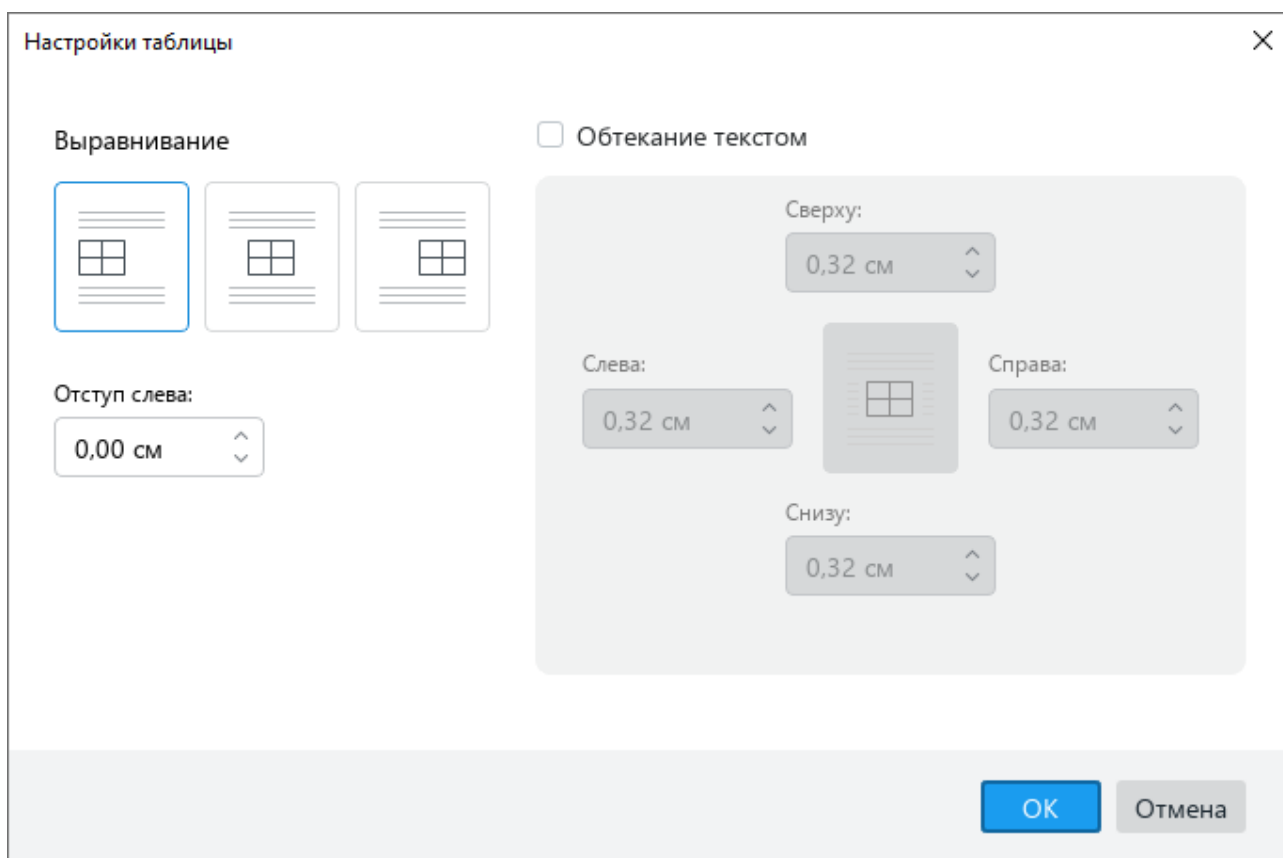 Настройки таблицы
Выравнивание
Обтекание текстом
Сверху:
0,32 см
Слева:
0,32 см
Справа:
0,32 см
Отступ слева:
0,00 см
Снизу:
0,32 см
ОК
Отмена